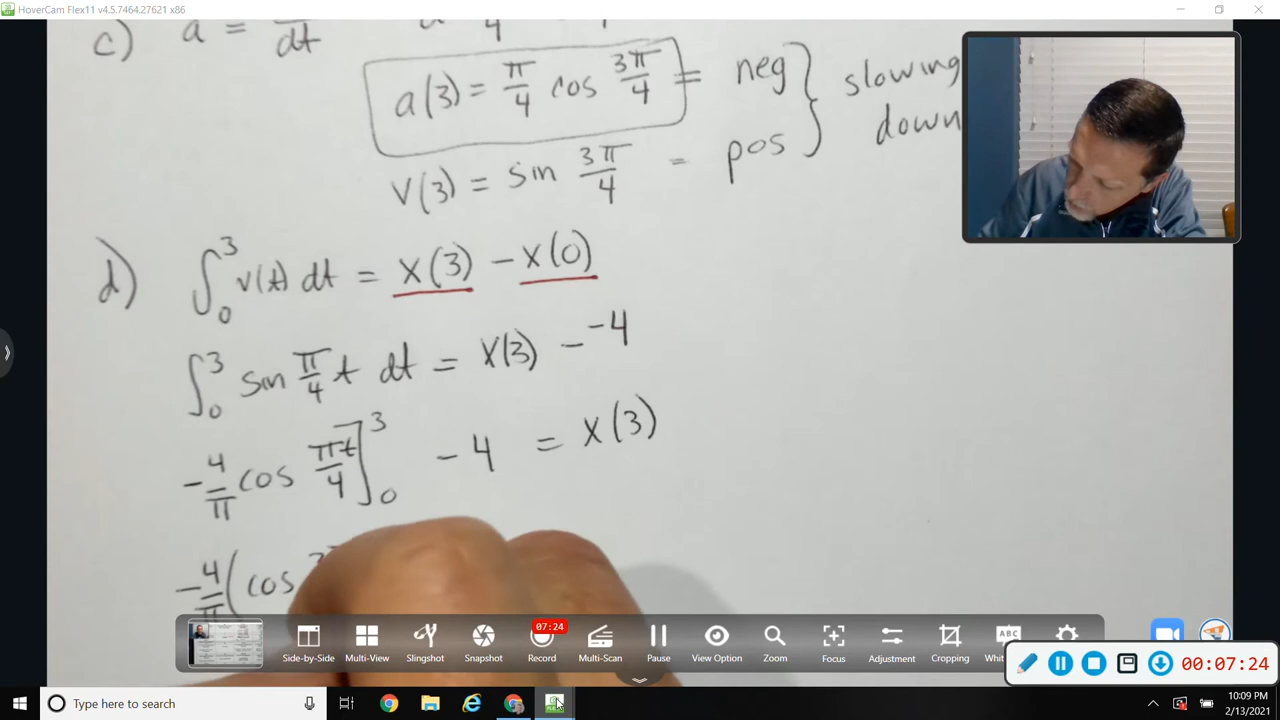 HoverCam Flex11 v4.5.7464.27621 x86
c) a = dt
a(3) = π/4 cos 3π/4 = neg } slowing
v(3) = sin 3π/4 = pos down
d) ∫₀³ v(t) dt = x(3) - x(0)
∫₀³ sin π/4 t dt = x(3) - -4
-4/π cos πt/4 ]₀³ - 4 = x(3)
-4/π (cos
07:24
Side-by-Side Multi-View Slingshot Snapshot Record Multi-Scan Pause View Option Zoom Focus Adjustment Cropping
ABC
00:07:24
Type here to search
10:09 PM
2/13/2021